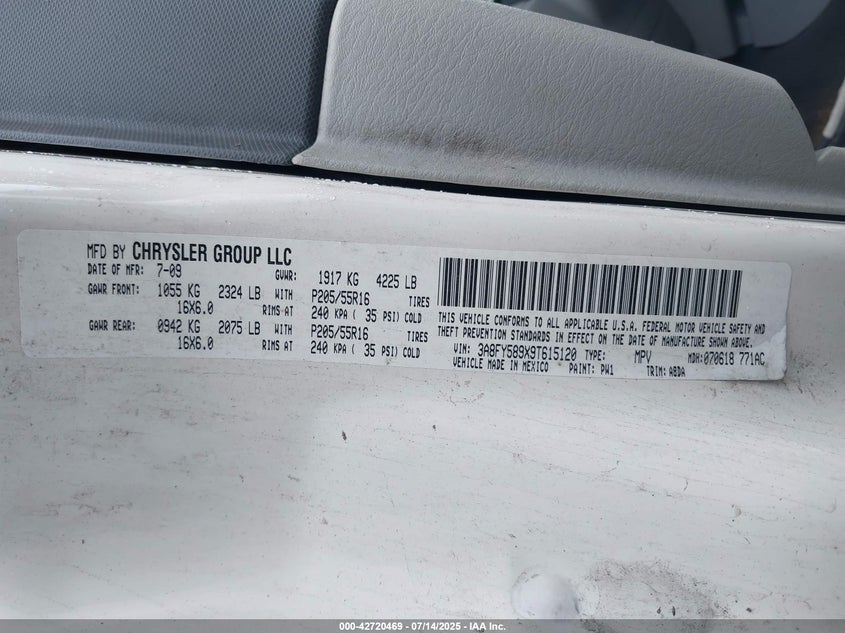 MFD BY CHRYSLER GROUP LLC
DATE OF MFR: 7-09 GVWR: 1917 KG 4225 LB
GAWR FRONT: 1055 KG 2324 LB WITH P205/55R16 TIRES
16X6.0 RIMS AT 240 KPA ( 35 PSI) COLD
GAWR REAR: 0942 KG 2075 LB WITH P205/55R16 TIRES
16X6.0 RIMS AT 240 KPA ( 35 PSI) COLD
THIS VEHICLE CONFORMS TO ALL APPLICABLE U.S.A. FEDERAL MOTOR VEHICLE SAFETY AND
THEFT PREVENTION STANDARDS IN EFFECT ON THE DATE OF MANUFACTURE SHOWN ABOVE.
VIN: 3A8FY589X9T615120 TYPE: MPV MDH:070618 771AC
VEHICLE MADE IN MEXICO PAINT: PW1 TRIM: ABDA
000-42720469 - 07/14/2025 - IAA Inc.